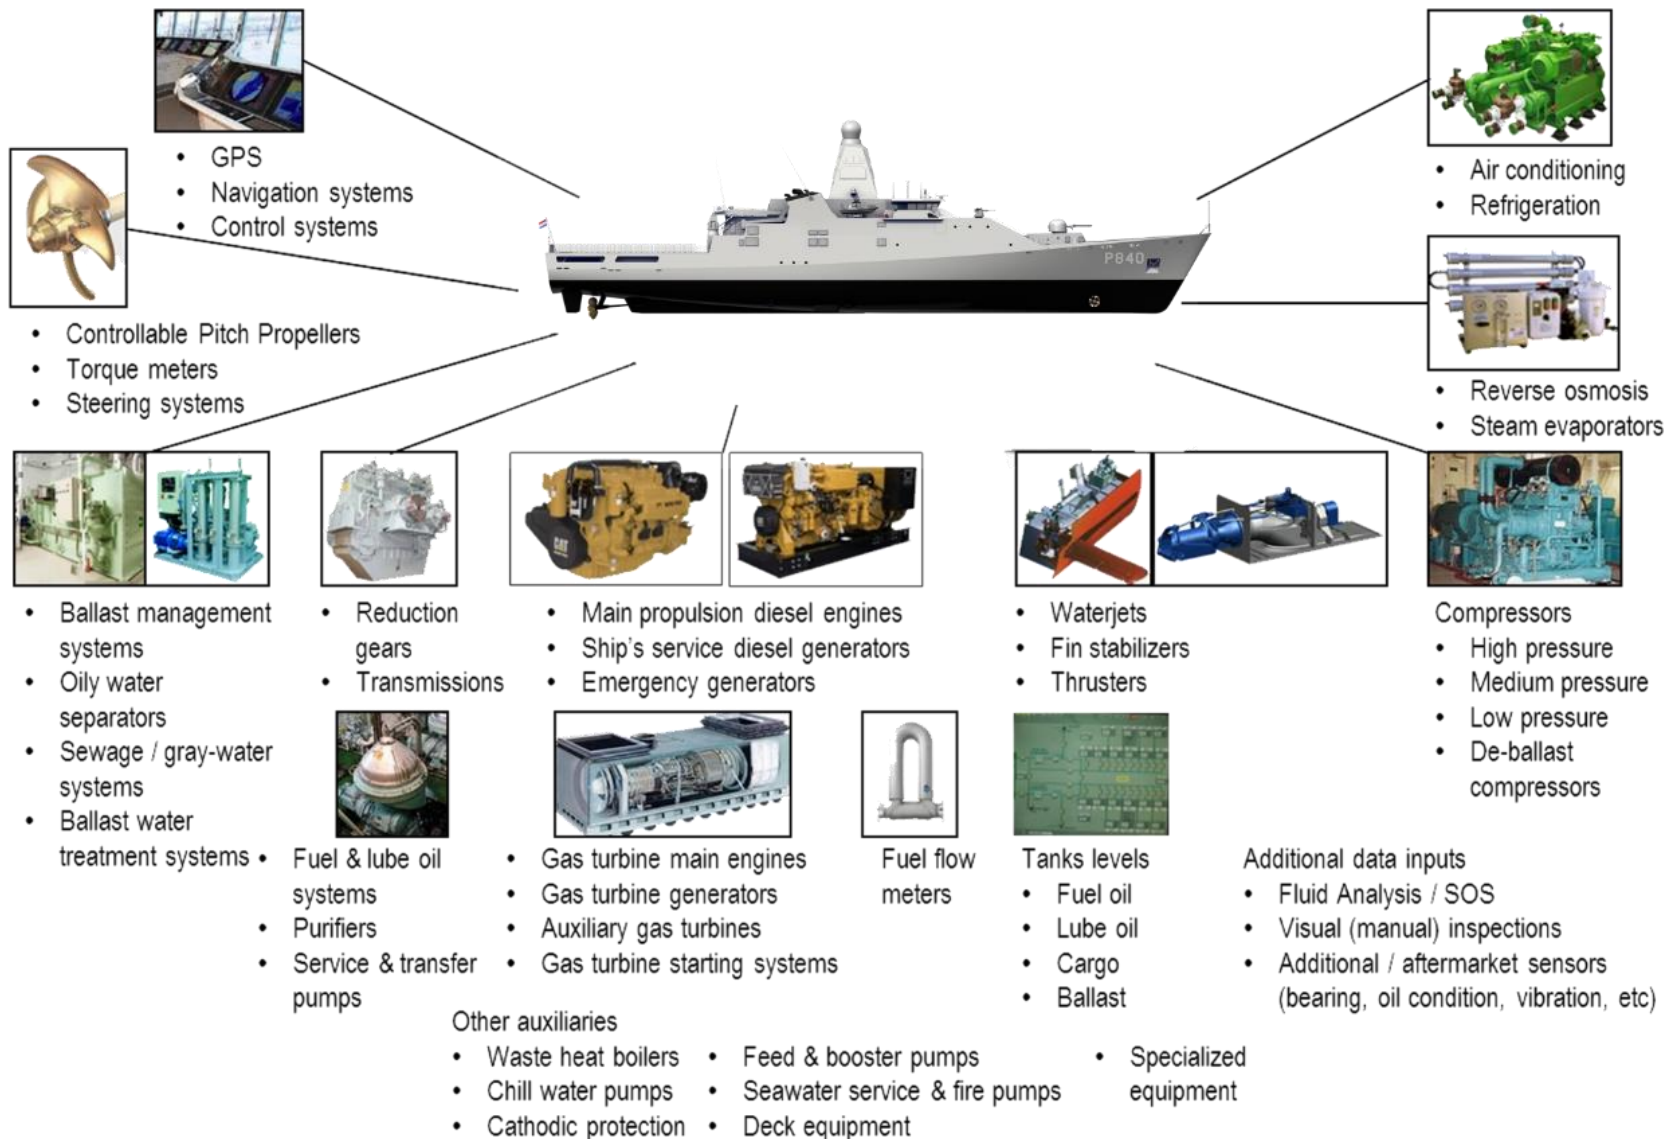 GPS
Navigation systems
Control systems
Air conditioning
Refrigeration
P840
Controllable Pitch Propellers
Torque meters
Steering systems
Reverse osmosis
Steam evaporators
CAT
Ballast management
systems
Oily water
separators
Sewage / gray-water
systems
Ballast water
treatment systems
Reduction
gears
Transmissions
Main propulsion diesel engines
Ship's service diesel generators
Emergency generators
Waterjets
Fin stabilizers
Thrusters
Compressors
High pressure
Medium pressure
Low pressure
De-ballast
compressors
Fuel & lube oil
systems
Purifiers
Service & transfer
pumps
Gas turbine main engines
Gas turbine generators
Auxiliary gas turbines
Gas turbine starting systems
Fuel flow
meters
Tanks levels
Fuel oil
Lube oil
Cargo
Ballast
Additional data inputs
Fluid Analysis / SOS
Visual (manual) inspections
Additional / aftermarket sensors
(bearing, oil condition, vibration, etc)
Other auxiliaries
Waste heat boilers
Chill water pumps
Cathodic protection
Feed & booster pumps
Seawater service & fire pumps
Deck equipment
Specialized
equipment